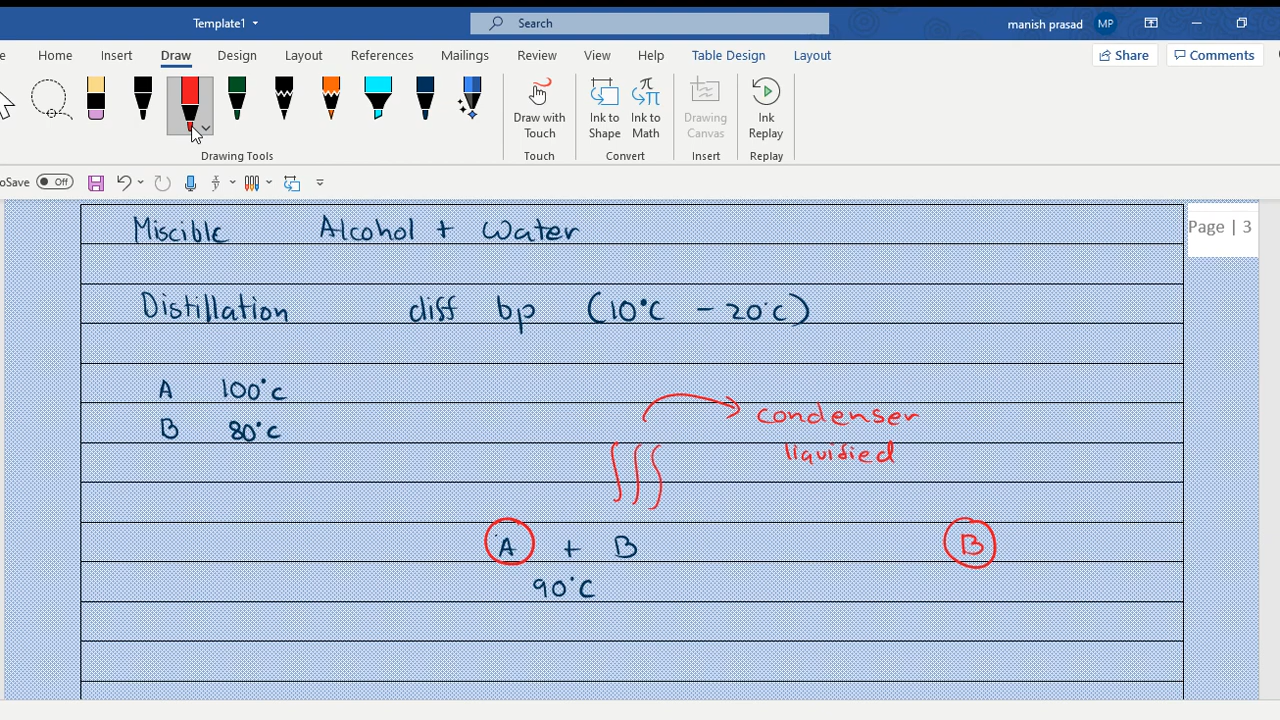 Template1
Search
manish prasad
MP
Home Insert Draw Design Layout References Mailings Review View Help Table Design Layout
Share
Comments
Draw with Touch
Ink to Shape
Ink to Math
Drawing Canvas
Ink Replay
Drawing Tools
Touch
Convert
Insert
Replay
oSave
Off
Page | 3
Miscible Alcohol + Water
Distillation diff bp (10°C - 20°C)
A 100°C
B 80°C
condenser
liquified
A + B
B
90°C